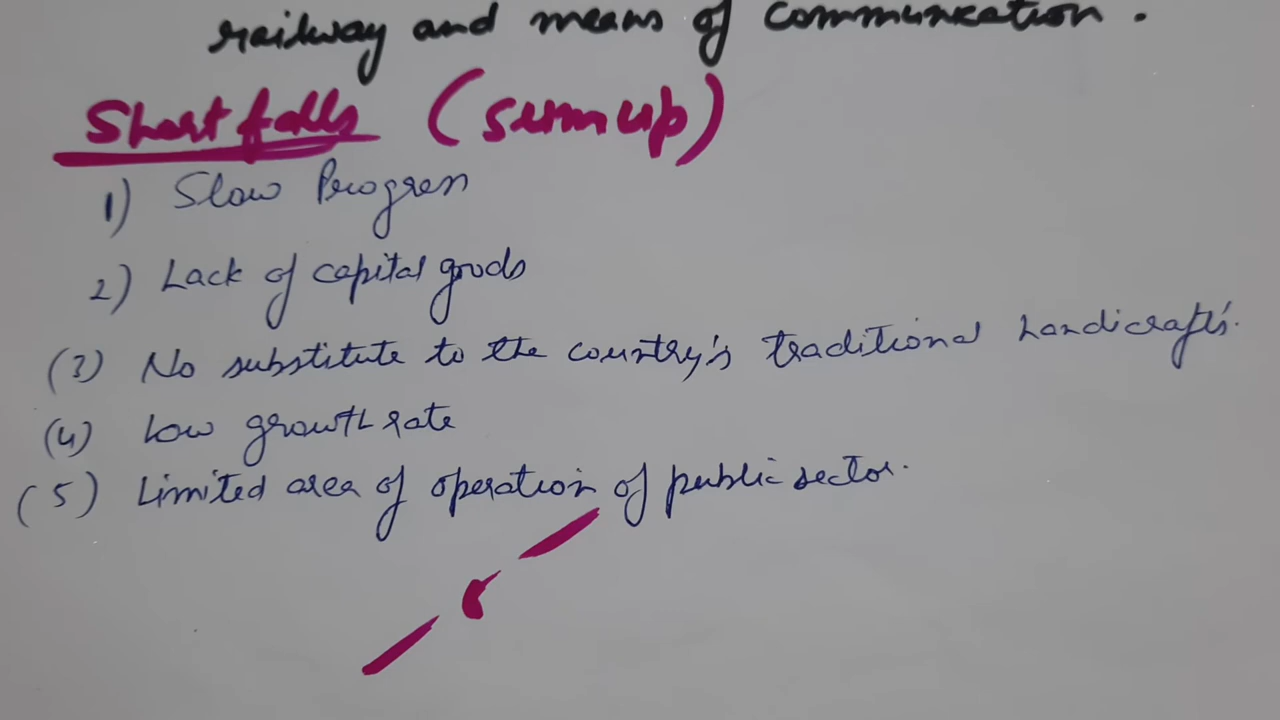 railway and means of communication.
Shortfalls (sum up)
1) Slow Progress
2) Lack of capital goods
(3) No substitute to the country's traditional handicrafts.
(4) Low growth rate
(5) Limited area of operation of public sector.